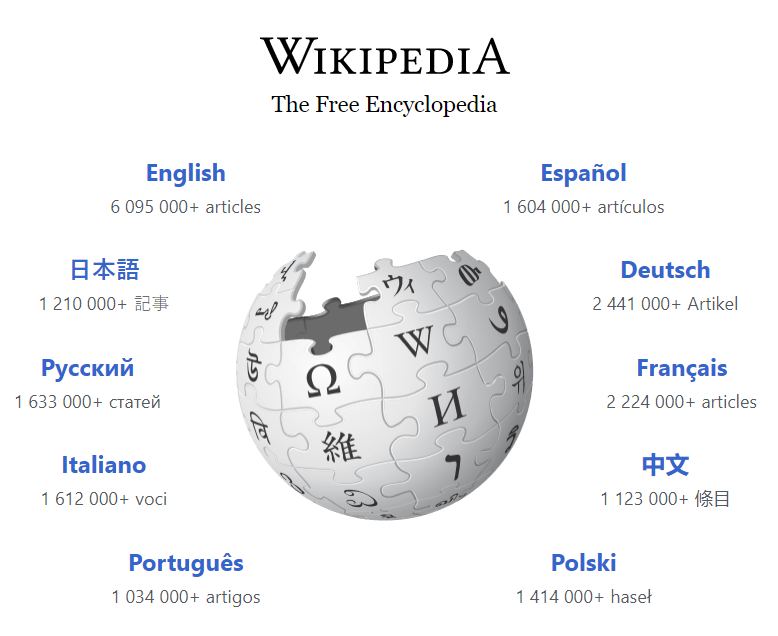 WIKIPEDIA
The Free Encyclopedia
English
6 095 000+ articles
Español
1 604 000+ artículos
日本語
1 210 000+ 記事
Deutsch
2 441 000+ Artikel
Русский
1 633 000+ статей
Français
2 224 000+ articles
Italiano
1 612 000+ voci
中文
1 123 000+ 條目
Português
1 034 000+ artigos
Polski
1 414 000+ haseł
ウィ
W
Ω
И
維
ר